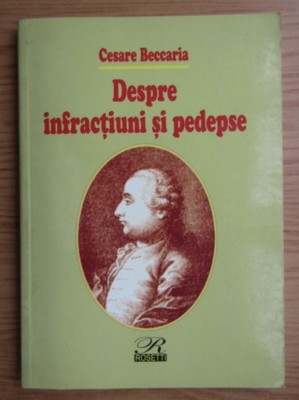 Cesare Beccaria
Despre
infracțiuni și pedepse
R
ROSETTI